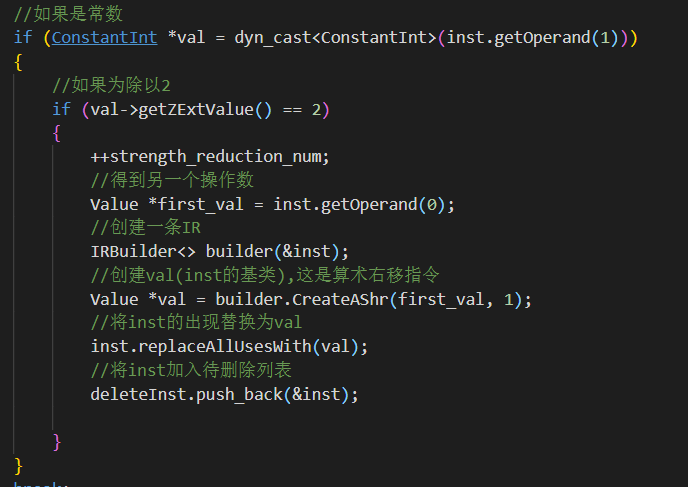 //如果是常数
if (ConstantInt *val = dyn_cast<ConstantInt>(inst.getOperand(1)))
{
//如果为除以2
if (val->getZExtValue() == 2)
{
++strength_reduction_num;
//得到另一个操作数
Value *first_val = inst.getOperand(0);
//创建一条IR
IRBuilder<> builder(&inst);
//创建val(inst的基类),这是算术右移指令
Value *val = builder.CreateAShr(first_val, 1);
//将inst的出现替换为val
inst.replaceAllUsesWith(val);
//将inst加入待删除列表
deleteInst.push_back(&inst);
}
}
break;